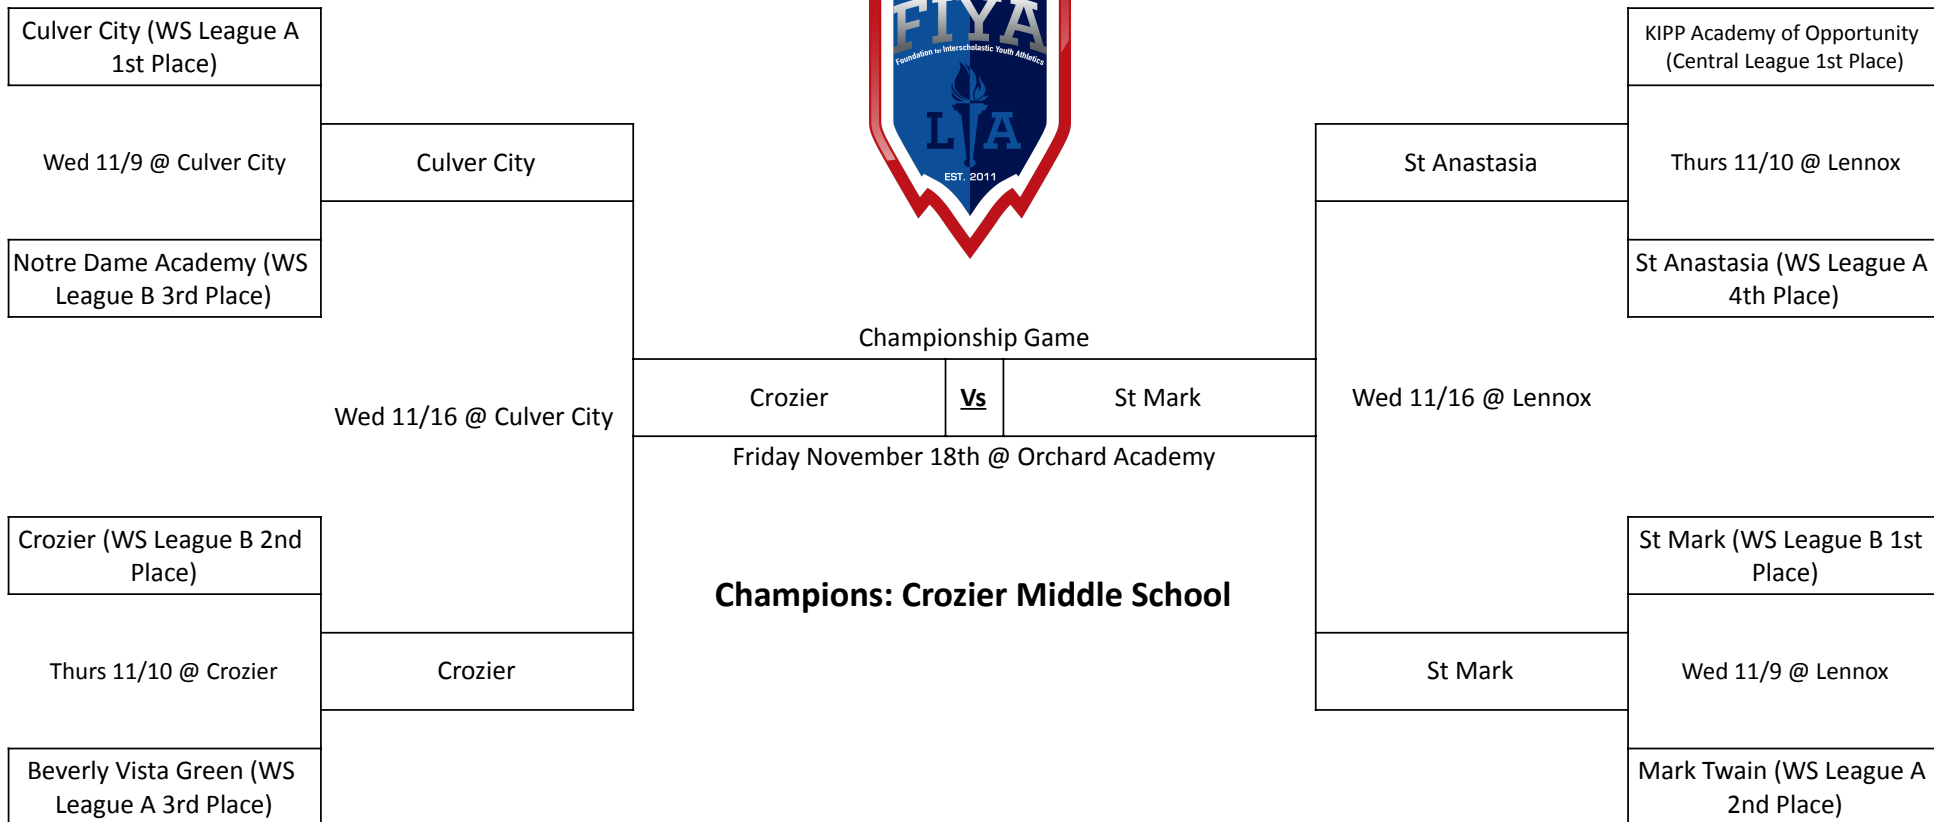 Culver City (WS League A
1st Place)
Wed 11/9 @ Culver City
Notre Dame Academy (WS
League B 3rd Place)
Culver City
Wed 11/16 @ Culver City
Crozier (WS League B 2nd
Place)
Thurs 11/10 @ Crozier
Beverly Vista Green (WS
League A 3rd Place)
Crozier
FIYA
Foundation for Interscholastic Youth Athletics
L A
EST. 2011
Championship Game
Crozier
Vs
St Mark
Friday November 18th @ Orchard Academy
Champions: Crozier Middle School
St Anastasia
Wed 11/16 @ Lennox
St Mark
KIPP Academy of Opportunity
(Central League 1st Place)
Thurs 11/10 @ Lennox
St Anastasia (WS League A
4th Place)
St Mark (WS League B 1st
Place)
Wed 11/9 @ Lennox
Mark Twain (WS League A
2nd Place)